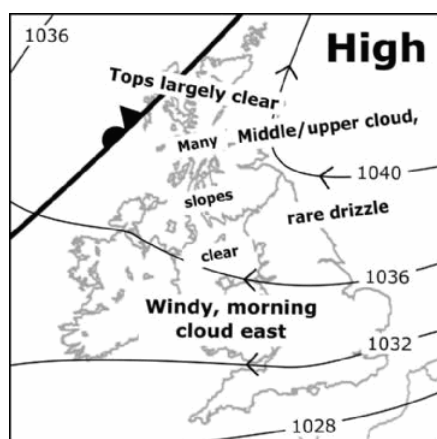 1036
High
Tops largely clear
Many
Middle/upper cloud,
1040
slopes
rare drizzle
clear
1036
Windy, morning
cloud east
1032
1028